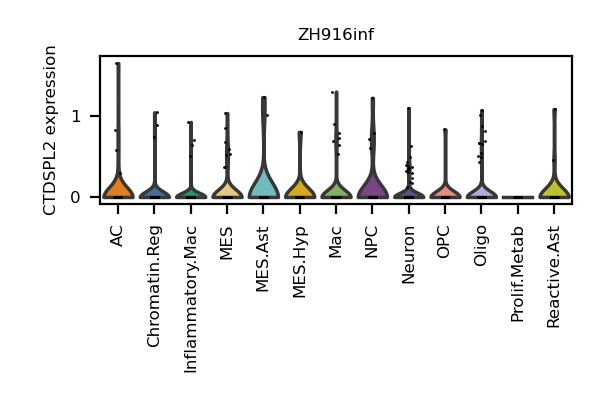 ZH916inf
CTDSPL2 expression
1
0
AC
Chromatin.Reg
Inflammatory.Mac
MES
MES.Ast
MES.Hyp
Mac
NPC
Neuron
OPC
Oligo
Prolif.Metab
Reactive.Ast